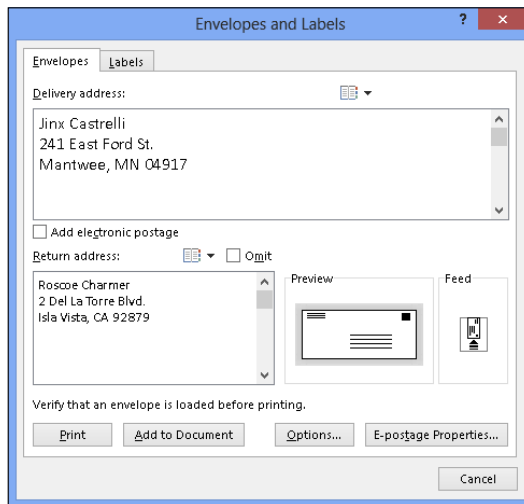 Envelopes and Labels
?
Envelopes
Labels
Delivery address:
Jinx Castrelli
241 East Ford St.
Mantwee, MN 04917
Add electronic postage
Return address:
Omit
Roscoe Charmer
2 Del La Torre Blvd.
Isla Vista, CA 92879
Preview
Feed
Verify that an envelope is loaded before printing.
Print
Add to Document
Options...
E-postage Properties...
Cancel